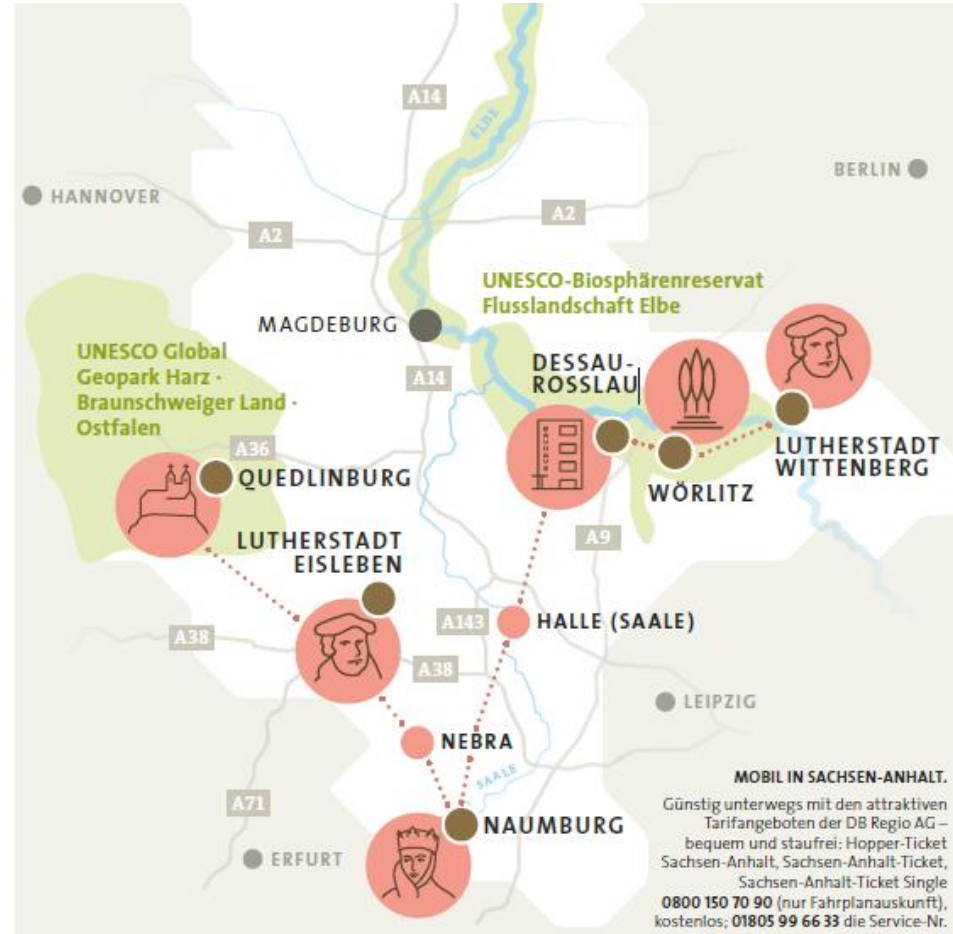 A14
ELBE
BERLIN
HANNOVER
A2
A2
UNESCO-Biosphärenreservat
Flusslandschaft Elbe
MAGDEBURG
UNESCO Global
Geopark Harz ·
Braunschweiger Land ·
Ostfalen
A14
DESSAU-
ROSSLAU
A36
QUEDLINBURG
BAUHAUS
LUTHERSTADT
WITTENBERG
WÖRLITZ
LUTHERSTADT
EISLEBEN
A9
A143
HALLE (SAALE)
A38
A38
LEIPZIG
NEBRA
SAALE
A71
NAUMBURG
ERFURT
MOBIL IN SACHSEN-ANHALT.
Günstig unterwegs mit den attraktiven
Tarifangeboten der DB Regio AG –
bequem und staufrei: Hopper-Ticket
Sachsen-Anhalt, Sachsen-Anhalt-Ticket,
Sachsen-Anhalt-Ticket Single
0800 150 70 90 (nur Fahrplanauskunft),
kostenlos; 01805 99 66 33 die Service-Nr.